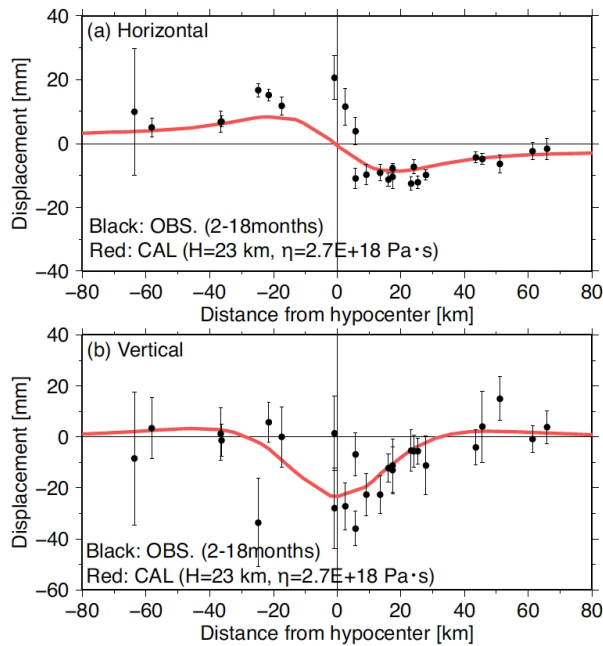 (a) Horizontal
40
20
0
−20
−40
Displacement [mm]
Black: OBS. (2-18months)
Red: CAL (H=23 km, η=2.7E+18 Pa·s)
−80 −60 −40 −20 0 20 40 60 80
Distance from hypocenter [km]
(b) Vertical
40
20
0
−20
−40
−60
Displacement [mm]
Black: OBS. (2-18months)
Red: CAL (H=23 km, η=2.7E+18 Pa·s)
−80 −60 −40 −20 0 20 40 60 80
Distance from hypocenter [km]